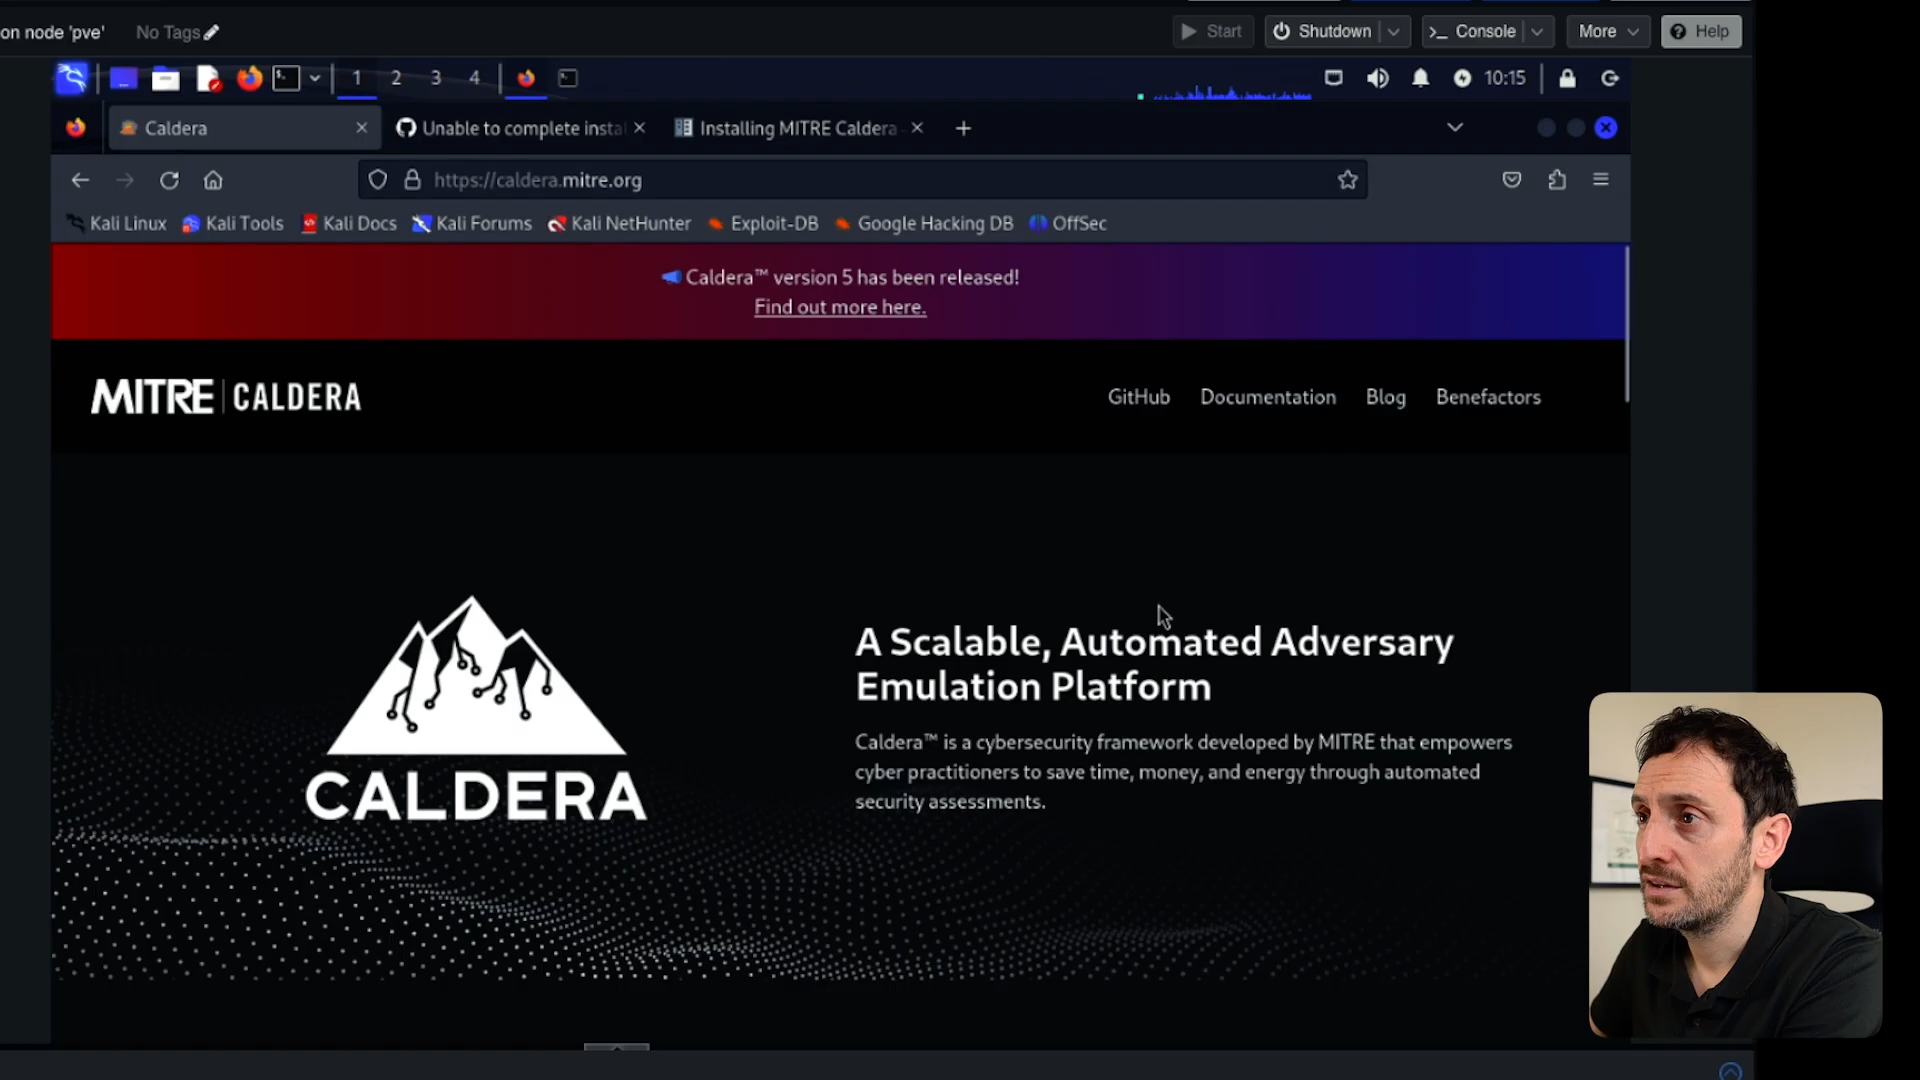 on node 'pve'
No Tags
Start
Shutdown
Console
More
Help
1
2
3
4
10:15
Caldera
Unable to complete insta
Installing MITRE Caldera
https://caldera.mitre.org
Kali Linux
Kali Tools
Kali Docs
Kali Forums
Kali NetHunter
Exploit-DB
Google Hacking DB
OffSec
Caldera™ version 5 has been released!
Find out more here.
MITRE | CALDERA
GitHub
Documentation
Blog
Benefactors
A Scalable, Automated Adversary
Emulation Platform
Caldera™ is a cybersecurity framework developed by MITRE that empowers
cyber practitioners to save time, money, and energy through automated
security assessments.
CALDERA